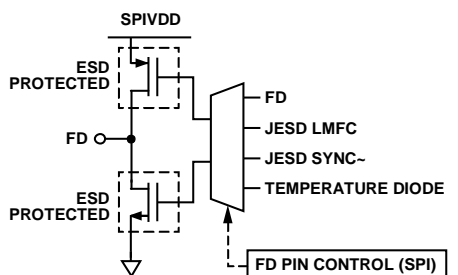 SPIVDD
ESD
PROTECTED
FD
JESD LMFC
FD
JESD SYNC~
TEMPERATURE DIODE
ESD
PROTECTED
FD PIN CONTROL (SPI)